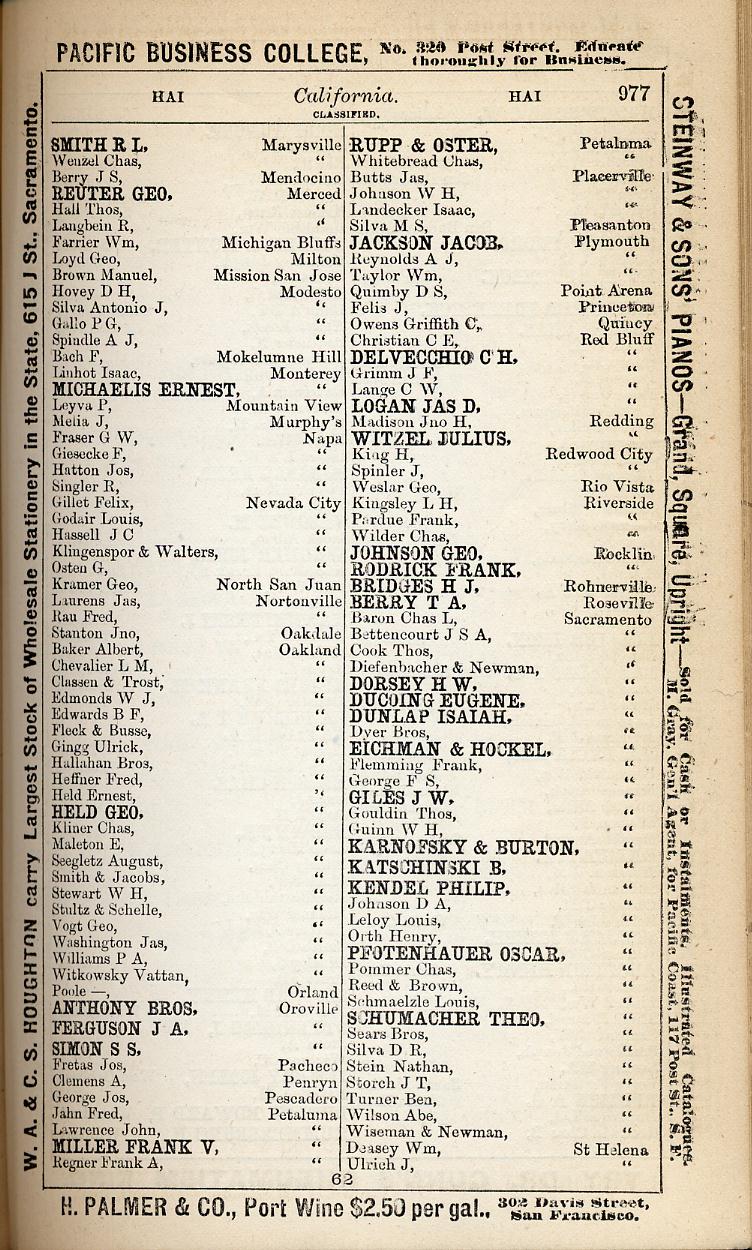 PACIFIC BUSINESS COLLEGE, No. 320 Post Street. Educate
thoroughly for Business.
HAI California. HAI 977
CLASSIFIED.
SMITH R L, Marysville
Wenzel Chas, “
Berry J S, Mendocino
REUTER GEO, Merced
Hall Thos, “
Langbein R, “
Farrier Wm, Michigan Bluffs
Loyd Geo, Milton
Brown Manuel, Mission San Jose
Hovey D H, Modesto
Silva Antonio J, “
Gallo P G, “
Spindle A J, “
Bach F, Mokelumne Hill
Linhot Isaac, Monterey
MICHAELIS ERNEST, “
Leyva P, Mountain View
Melia J, Murphy's
Fraser G W, Napa
Giesecke F, “
Hatton Jos, “
Singler R, “
Gillet Felix, Nevada City
Godair Louis, “
Hassell J C “
Klingenspor & Walters, “
Osten G, “
Kramer Geo, North San Juan
Laurens Jas, Nortonville
Rau Fred, “
Stanton Jno, Oakdale
Baker Albert, Oakland
Chevalier L M, “
Classen & Trost, “
Edmonds W J, “
Edwards B F, “
Fleck & Busse, “
Gingg Ulrick, “
Hallahan Bros, “
Heffner Fred, “
Held Ernest, “
HELD GEO, “
Kliner Chas, “
Maleton E, “
Seegletz August, “
Smith & Jacobs, “
Stewart W H, “
Stultz & Schelle, “
Vogt Geo, “
Washington Jas, “
Williams P A, “
Witkowsky Vattan, “
Poole —, Orland
ANTHONY BROS, Oroville
FERGUSON J A, “
SIMON S S, “
Fretas Jos, Pacheco
Clemens A, Penryn
George Jos, Pescadero
Jahn Fred, Petaluma
Lawrence John, “
MILLER FRANK V, “
Regner Frank A, “
RUPP & OSTER, Petaluma
Whitebread Chas, “
Butts Jas, Placerville
Johnson W H, “
Landecker Isaac, “
Silva M S, Pleasanton
JACKSON JACOB, Plymouth
Reynolds A J, “
Taylor Wm, “
Quimby D S, Point Arena
Felis J, Princeton
Owens Griffith C, Quincy
Christian C E, Red Bluff
DELVECCHIO C H, “
Grimm J F, “
Lange C W, “
LOGAN JAS D, “
Madison Jno H, Redding
WITZEL JULIUS, “
King H, Redwood City
Spinler J, “
Weslar Geo, Rio Vista
Kingsley L H, Riverside
Pardue Frank, “
Wilder Chas, “
JOHNSON GEO, Rocklin
RODRICK FRANK, “
BRIDGES H J, Rohnerville
BERRY T A, Roseville
Baron Chas L, Sacramento
Bettencourt J S A, “
Cook Thos, “
Diefenbacher & Newman, “
DORSEY H W, “
DUCOING EUGENE, “
DUNLAP ISAIAH, “
Dyer Bros, “
EICHMAN & HOCKEL, “
Flemming Frank, “
George F S, “
GILES J W, “
Gouldin Thos, “
Guinn W H, “
KARNOFSKY & BURTON, “
KATSCHINSKI B, “
KENDEL PHILIP, “
Johnson D A, “
Leloy Louis, “
Orth Henry, “
PFOTENHAUER OSCAR, “
Pommer Chas, “
Reed & Brown, “
Schmaelzle Louis, “
SCHUMACHER THEO, “
Sears Bros, “
Silva D R, “
Stein Nathan, “
Storch J T, “
Turner Ben, “
Wilson Abe, “
Wiseman & Newman, “
Deasey Wm, St Helena
Ulrich J, “
62
H. PALMER & CO., Port Wine $2.50 per gal., 302 Davis Street,
San Francisco.
W. A. & C. S. HOUGHTON carry Largest Stock of Wholesale Stationery in the State, 615 J St., Sacramento.
STEINWAY & SONS' PIANOS—Grand, Square, Upright—Sold for Cash or Instalments. Illustrated Catalogues.
M. Gray, Gen'l Agent, for Pacific Coast, 117 Post St., S. F.